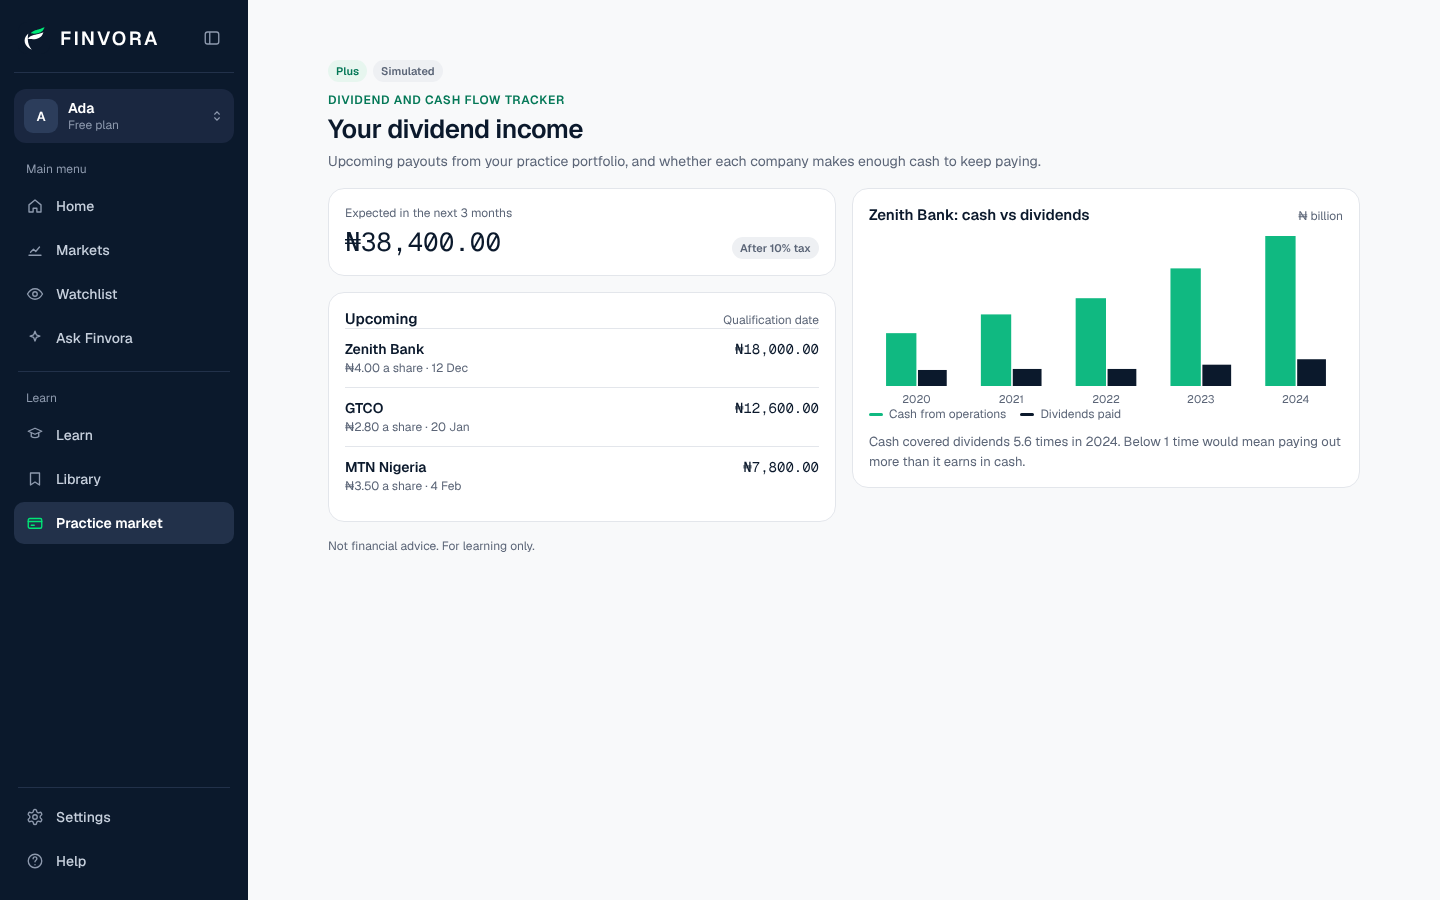 FINVORA
A
Ada
Free plan
Main menu
Home
Markets
Watchlist
Ask Finvora
Learn
Learn
Library
Practice market
Settings
Help
Plus
Simulated
DIVIDEND AND CASH FLOW TRACKER
Your dividend income
Upcoming payouts from your practice portfolio, and whether each company makes enough cash to keep paying.
Expected in the next 3 months
₦38,400.00
After 10% tax
Upcoming
Qualification date
Zenith Bank
₦18,000.00
₦4.00 a share · 12 Dec
GTCO
₦12,600.00
₦2.80 a share · 20 Jan
MTN Nigeria
₦7,800.00
₦3.50 a share · 4 Feb
Not financial advice. For learning only.
Zenith Bank: cash vs dividends
₦ billion
2020 2021 2022 2023 2024
Cash from operations Dividends paid
Cash covered dividends 5.6 times in 2024. Below 1 time would mean paying out
more than it earns in cash.